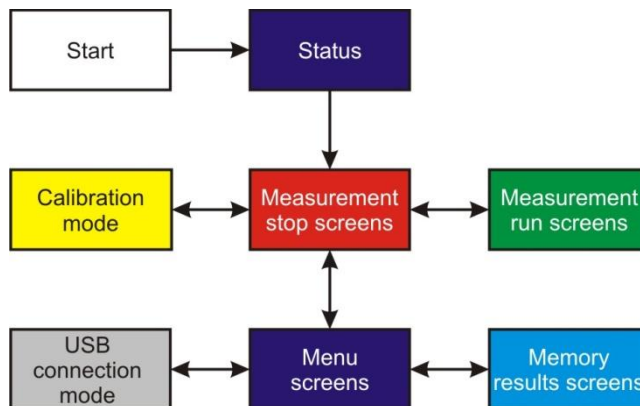 Start
Status
Calibration
mode
Measurement
stop screens
Measurement
run screens
USB
connection
mode
Menu
screens
Memory
results screens